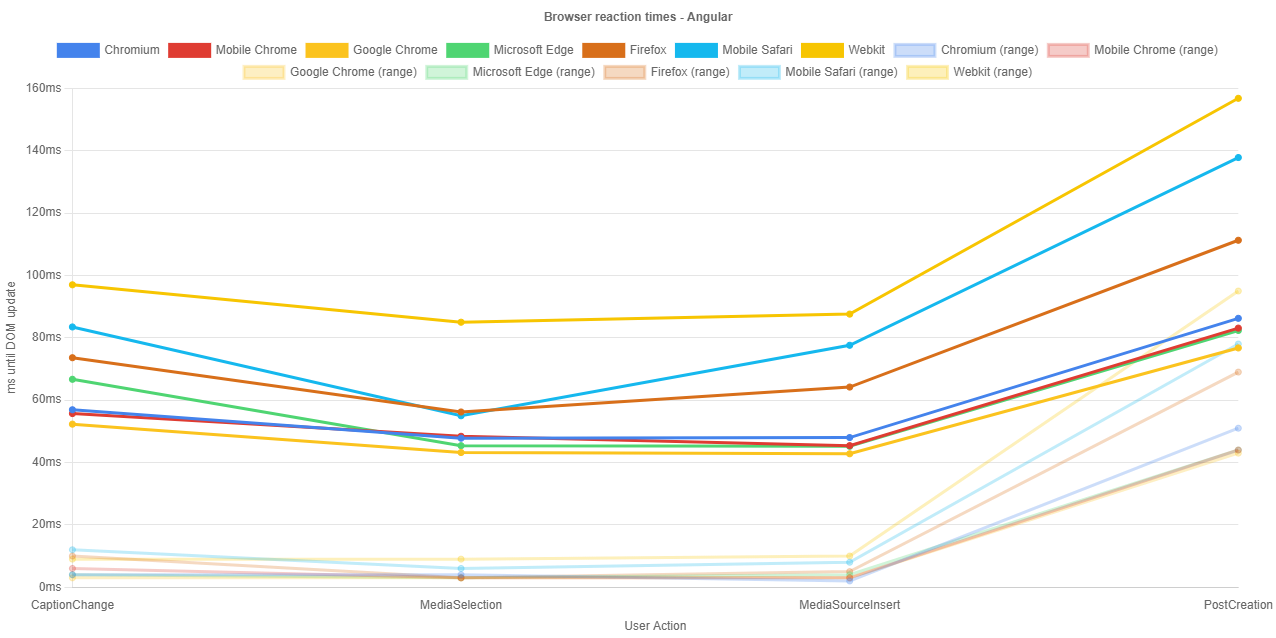 Browser reaction times - Angular
Chromium Mobile Chrome Google Chrome Microsoft Edge Firefox Mobile Safari Webkit Chromium (range) Mobile Chrome (range)
Google Chrome (range) Microsoft Edge (range) Firefox (range) Mobile Safari (range) Webkit (range)
160ms
140ms
120ms
100ms
80ms
60ms
40ms
20ms
0ms
ms until DOM update
CaptionChange MediaSelection MediaSourceInsert PostCreation
User Action